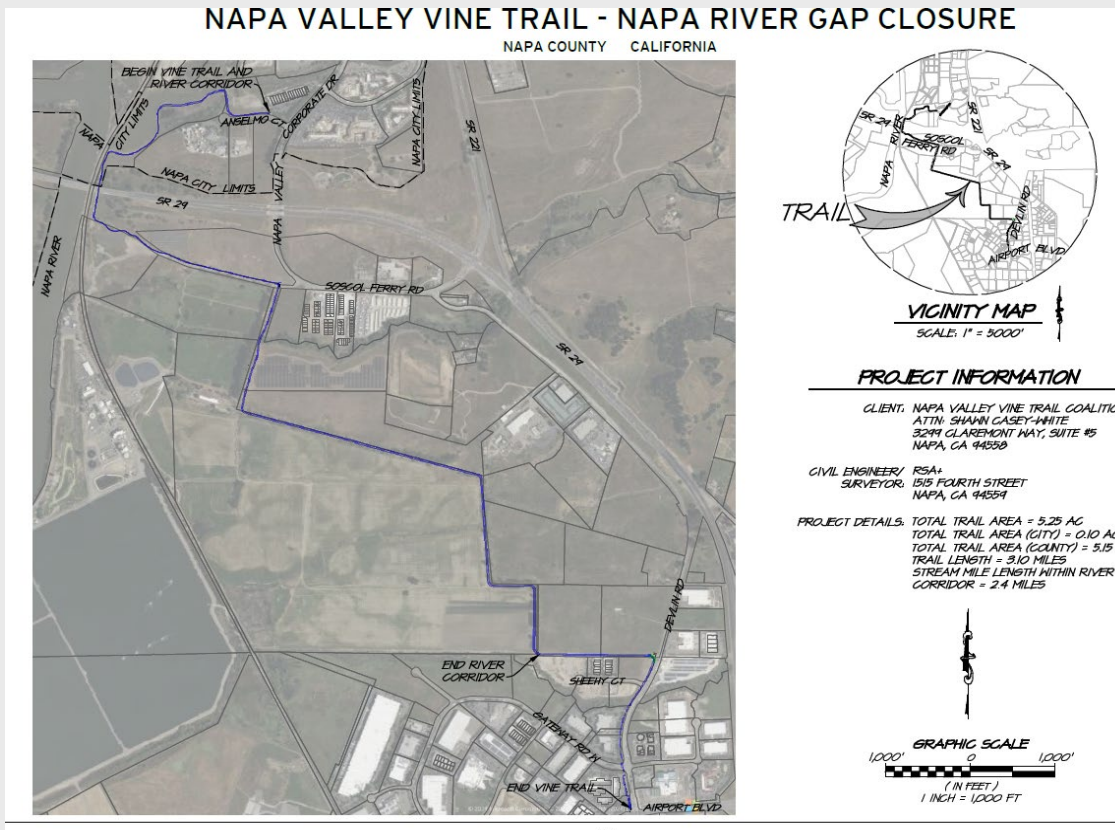 NAPA VALLEY VINE TRAIL - NAPA RIVER GAP CLOSURE
NAPA COUNTY CALIFORNIA
BEGIN VINE TRAIL AND
RIVER CORRIDOR
NAPA
CITY LIMITS
ANSELMO CT
CORPORATE DR
NAPA CITY LIMITS
SR 221
NAPA CITY LIMITS
SR 29
NAPA VALLEY
NAPA RIVER
SOSCOL FERRY RD
SR 29
DEVLIN RD
END RIVER
CORRIDOR
SHEEHY CT
GATEWAY RD W
END VINE TRAIL
AIRPORT BLVD
SR 29
SR 221
NAPA RIVER
SOSCOL
FERRY RD
SR 29
TRAIL
DEVLIN RD
AIRPORT BLVD
VICINITY MAP
SCALE: 1" = 5000'
PROJECT INFORMATION
CLIENT: NAPA VALLEY VINE TRAIL COALITIO
ATTN: SHAWN CASEY-WHITE
3299 CLAREMONT WAY, SUITE #5
NAPA, CA 94558
CIVIL ENGINEER/ RSA+
SURVEYOR: 1515 FOURTH STREET
NAPA, CA 94559
PROJECT DETAILS: TOTAL TRAIL AREA = 5.25 AC
TOTAL TRAIL AREA (CITY) = 0.10 AC
TOTAL TRAIL AREA (COUNTY) = 5.15
TRAIL LENGTH = 3.10 MILES
STREAM MILE LENGTH WITHIN RIVER
CORRIDOR = 2.4 MILES
GRAPHIC SCALE
1,000' 0 1,000'
( IN FEET )
1 INCH = 1,000 FT